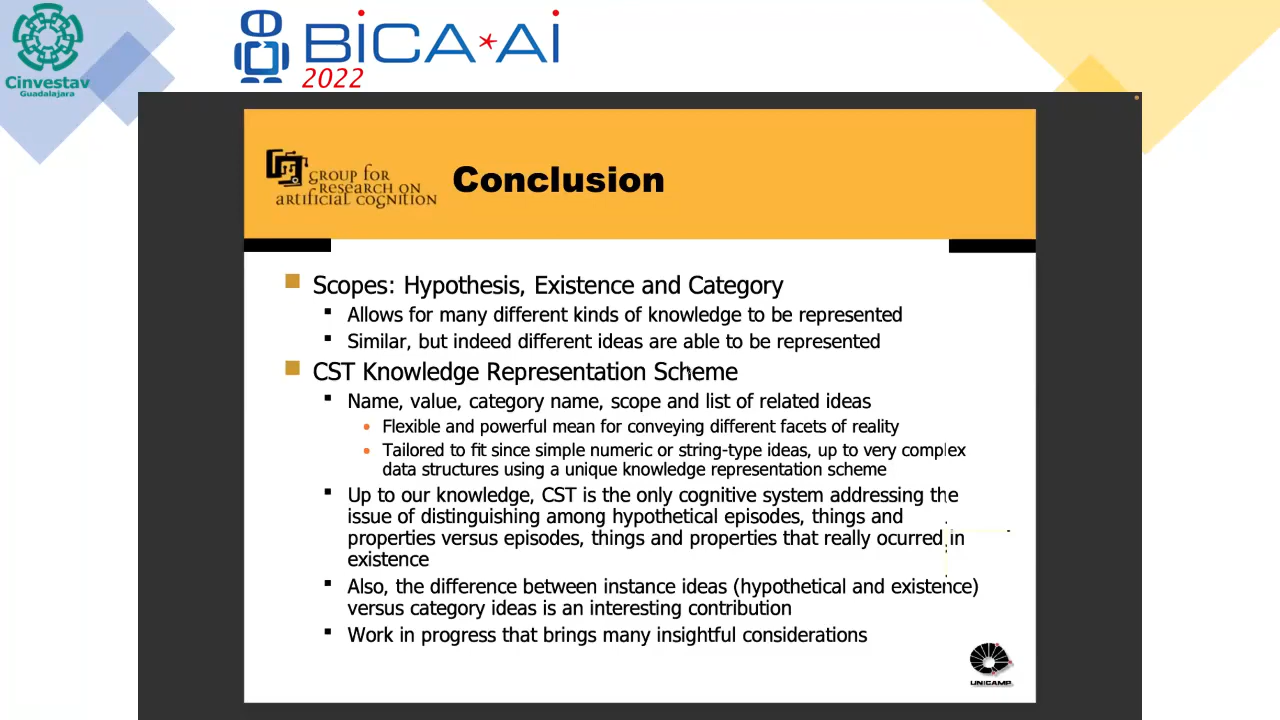 Cinvestav
Guadalajara
BiCA*Ai
2022
GROUP FOR
RESEARCH ON
ARTIFICIAL COGNITION
Conclusion
Scopes: Hypothesis, Existence and Category
Allows for many different kinds of knowledge to be represented
Similar, but indeed different ideas are able to be represented
CST Knowledge Representation Scheme
Name, value, category name, scope and list of related ideas
Flexible and powerful mean for conveying different facets of reality
Tailored to fit since simple numeric or string-type ideas, up to very complex
data structures using a unique knowledge representation scheme
Up to our knowledge, CST is the only cognitive system addressing the
issue of distinguishing among hypothetical episodes, things and
properties versus episodes, things and properties that really ocurred in
existence
Also, the difference between instance ideas (hypothetical and existence)
versus category ideas is an interesting contribution
Work in progress that brings many insightful considerations
UNICAMP